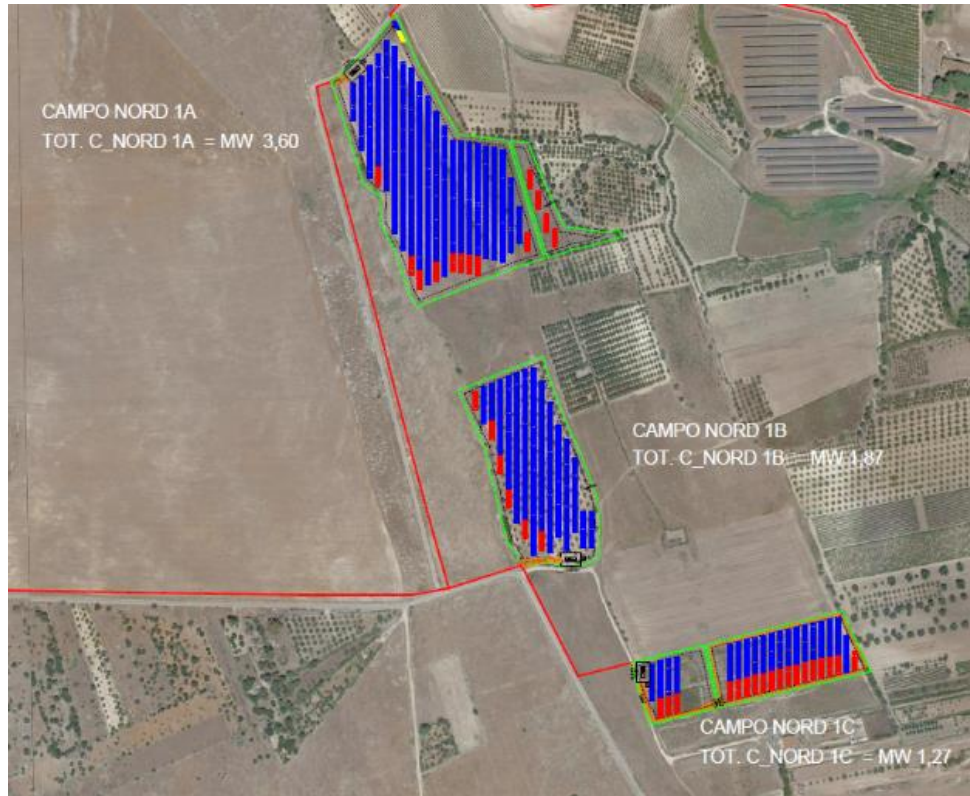 CAMPO NORD 1A
TOT. C_NORD 1A = MW 3,60
CAMPO NORD 1B
TOT. C_NORD 1B = MW 1,87
CAMPO NORD 1C
TOT. C_NORD 1C = MW 1,27